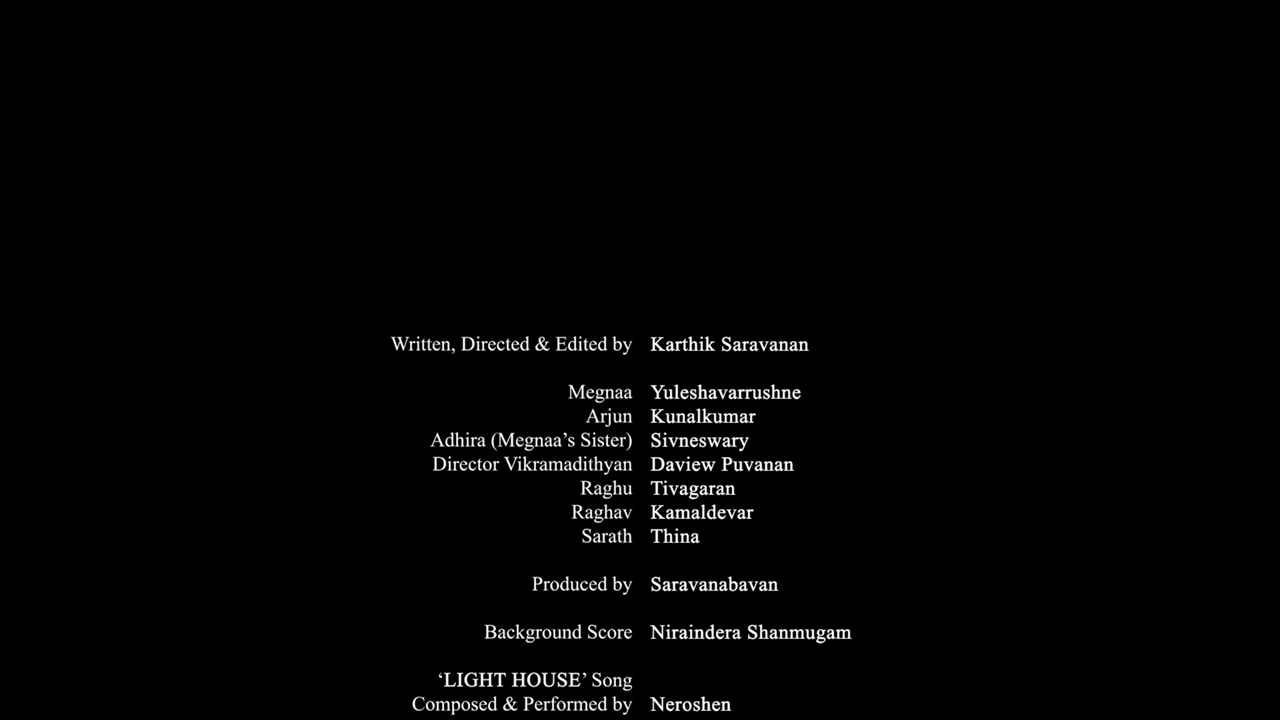 Written, Directed & Edited by Karthik Saravanan
Megnaa Yuleshavarrushne
Arjun Kunalkumar
Adhira (Megnaa’s Sister) Sivneswary
Director Vikramadithyan Daview Puvanan
Raghu Tivagaran
Raghav Kamaldevar
Sarath Thina
Produced by Saravanabavan
Background Score Niraindera Shanmugam
‘LIGHT HOUSE’ Song
Composed & Performed by Neroshen